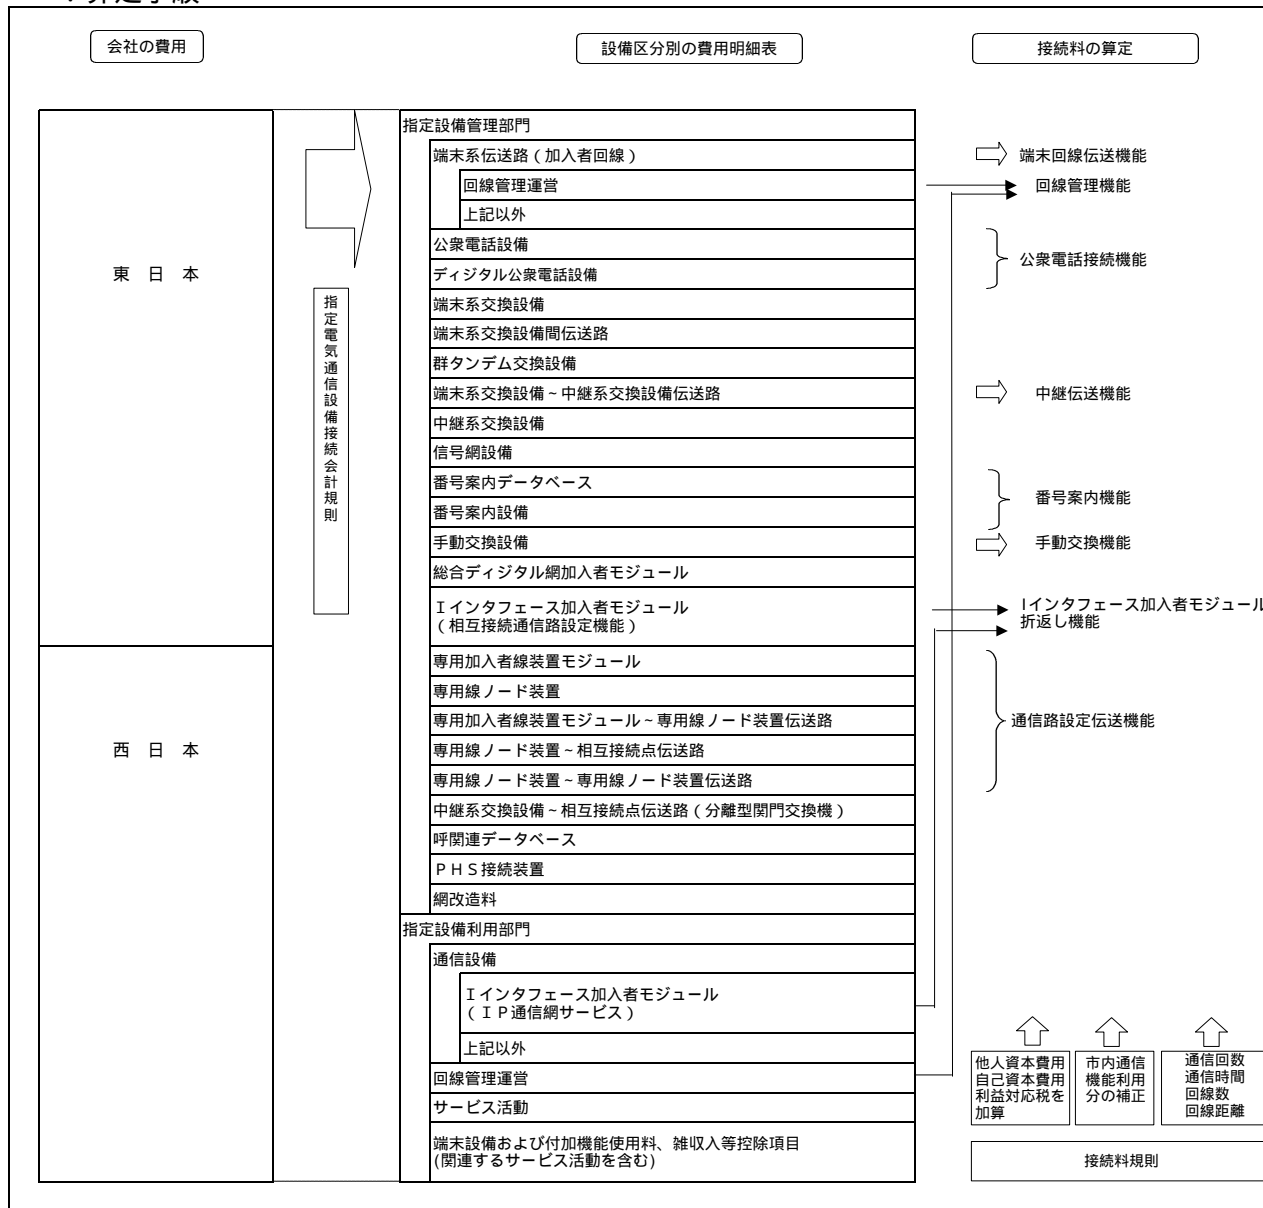 会社の費用
設備区分別の費用明細表
接続料の算定
東 日 本
西 日 本
指定電気通信設備接続会計規則
指定設備管理部門
端末系伝送路（加入者回線）
回線管理運営
上記以外
公衆電話設備
ディジタル公衆電話設備
端末系交換設備
端末系交換設備間伝送路
群タンデム交換設備
端末系交換設備～中継系交換設備伝送路
中継系交換設備
信号網設備
番号案内データベース
番号案内設備
手動交換設備
総合ディジタル網加入者モジュール
Ｉインタフェース加入者モジュール
（相互接続通信路設定機能）
専用加入者線装置モジュール
専用線ノード装置
専用加入者線装置モジュール～専用線ノード装置伝送路
専用線ノード装置～相互接続点伝送路
専用線ノード装置～専用線ノード装置伝送路
中継系交換設備～相互接続点伝送路（分離型関門交換機）
呼関連データベース
ＰＨＳ接続装置
網改造料
指定設備利用部門
通信設備
Ｉインタフェース加入者モジュール
（ＩＰ通信網サービス）
上記以外
回線管理運営
サービス活動
端末設備および付加機能使用料、雑収入等控除項目
(関連するサービス活動を含む)
端末回線伝送機能
回線管理機能
公衆電話接続機能
中継伝送機能
番号案内機能
手動交換機能
Iインタフェース加入者モジュール
折返し機能
通信路設定伝送機能
他人資本費用
自己資本費用
利益対応税を
加算
市内通信
機能利用
分の補正
通信回数
通信時間
回線数
回線距離
接続料規則